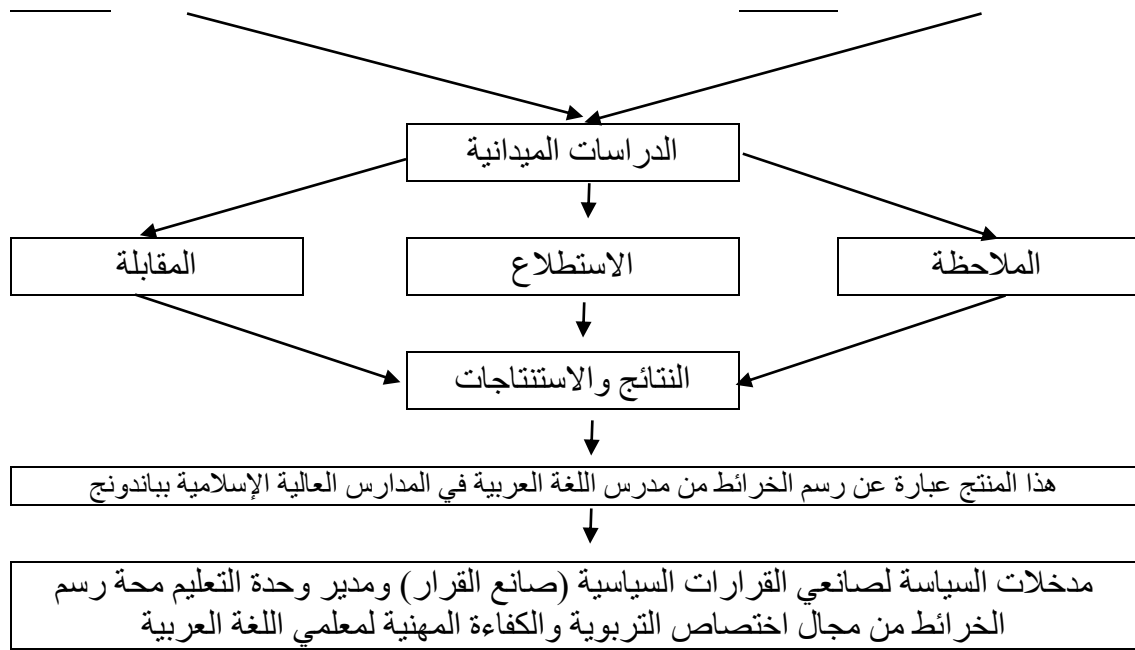 الدراسات الميدانية
الملاحظة
الاستطلاع
المقابلة
النتائج والاستنتاجات
هذا المنتج عبارة عن رسم الخرائط من مدرس اللغة العربية في المدارس العالية الإسلامية بباندونج
مدخلات السياسة لصانعي القرارات السياسية (صانع القرار) ومدير وحدة التعليم محة رسم
الخرائط من مجال اختصاص التربوية والكفاءة المهنية لمعلمي اللغة العربية